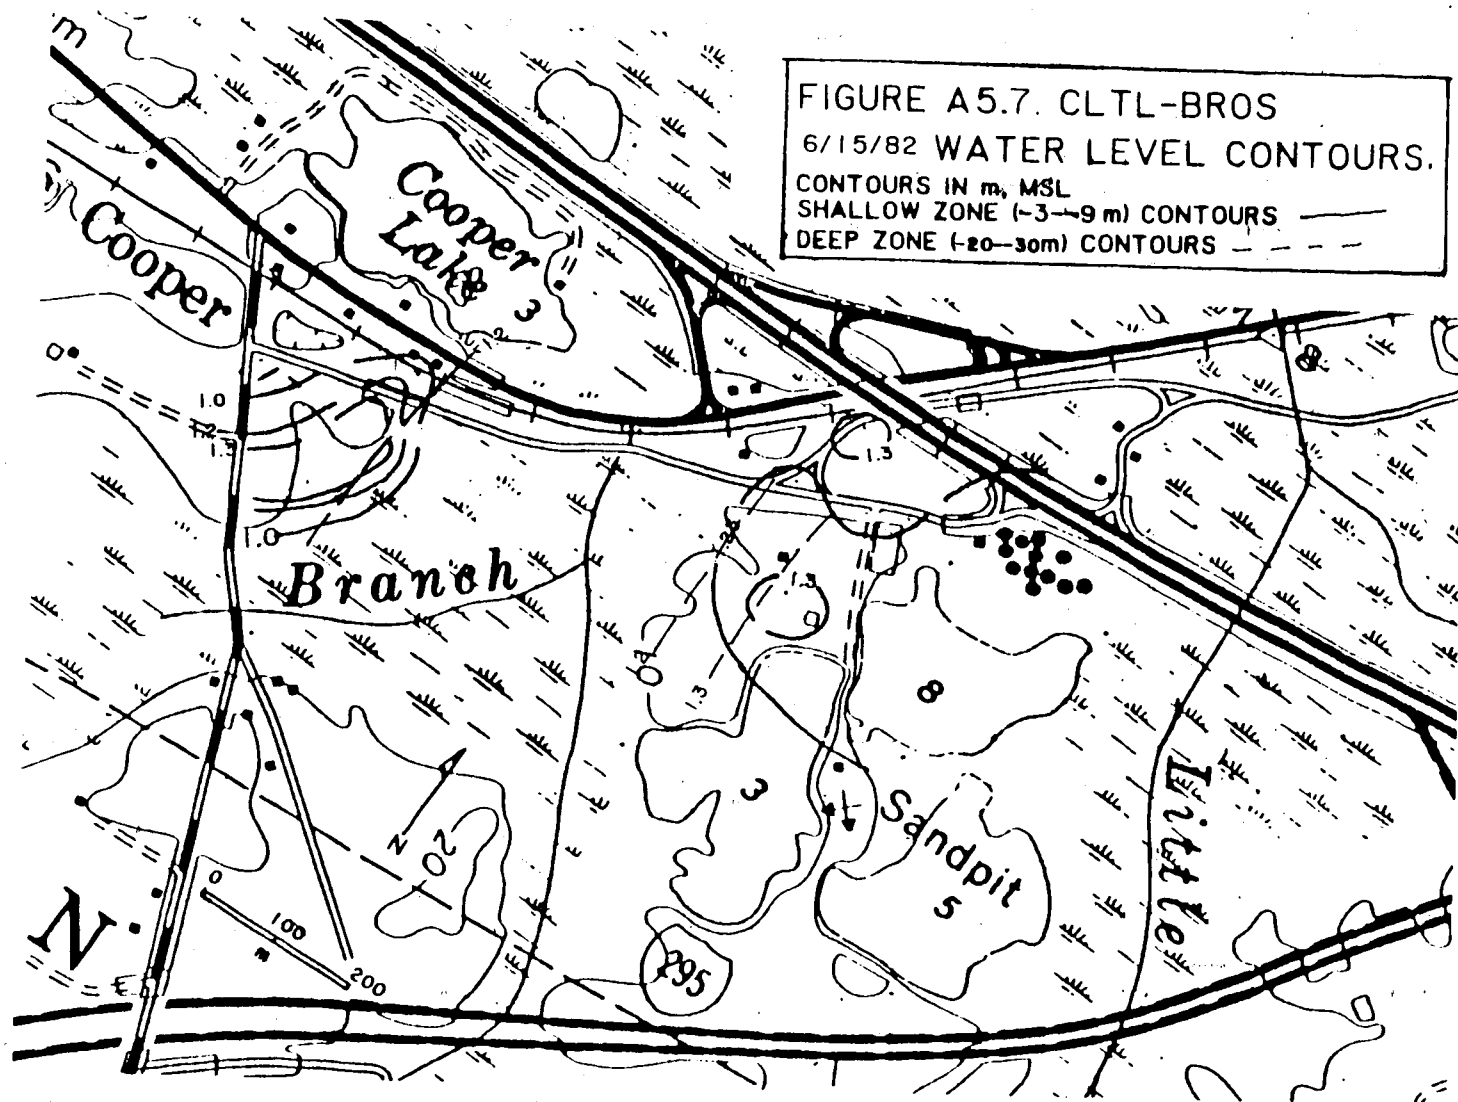 FIGURE A5.7. CLTL-BROS
6/15/82 WATER LEVEL CONTOURS.
CONTOURS IN m, MSL
SHALLOW ZONE (-3--9 m) CONTOURS
DEEP ZONE (-20--30m) CONTOURS
m
Cooper
Lake
3
2
Cooper
1.0
1.2
1.3
1.0
Branch
1.3
1.3
1.3
8
3
Sandpit
5
Little
N
20
N
0
100
m
200
295